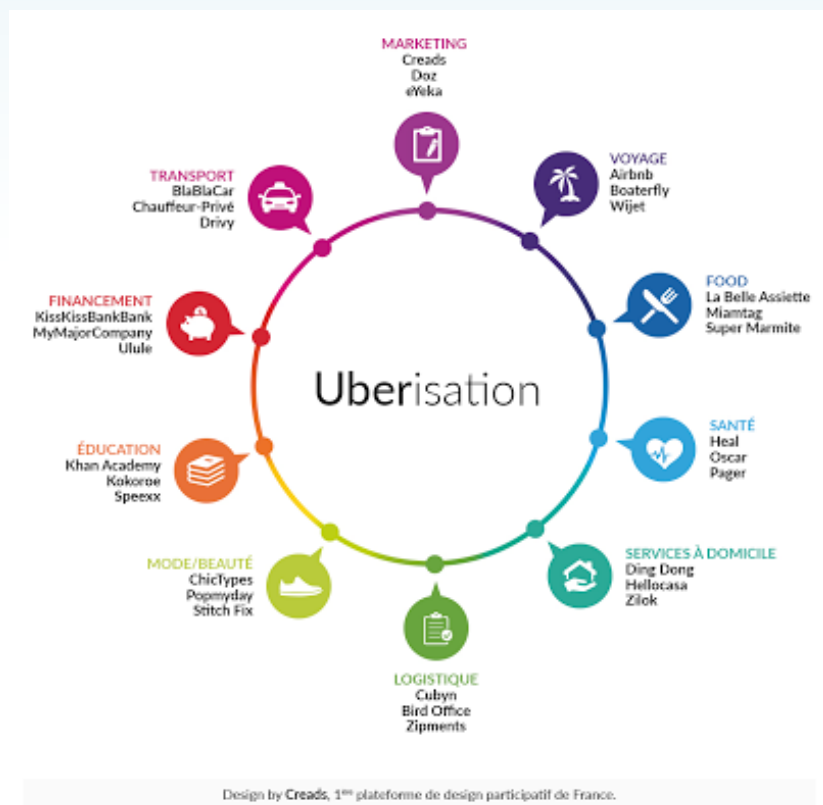 MARKETING
Creads
Doz
eYeka
VOYAGE
Airbnb
Boaterfly
Wijet
FOOD
La Belle Assiette
Miamtag
Super Marmite
SANTÉ
Heal
Oscar
Pager
SERVICES À DOMICILE
Ding Dong
Hellocasa
Zilok
LOGISTIQUE
Cubyn
Bird Office
Zipments
MODE/BEAUTÉ
ChicTypes
Popmyday
Stitch Fix
ÉDUCATION
Khan Academy
Kokoroe
Speexx
FINANCEMENT
KissKissBankBank
MyMajorCompany
Ulule
TRANSPORT
BlaBlaCar
Chauffeur-Privé
Drivy
Uberisation
Design by Creads, 1ère plateforme de design participatif de France.